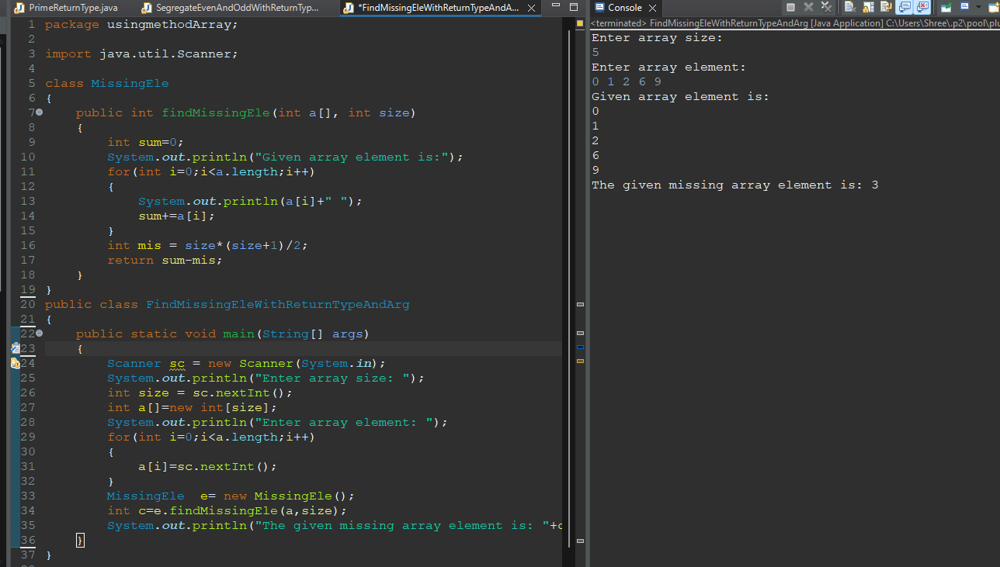 PrimeReturnType.java
SegregateEvenAndOddWithReturnTyp...
*FindMissingEleWithReturnTypeAndA...
1 package usingmethodArray;
2
3 import java.util.Scanner;
4
5 class MissingEle
6 {
7 public int findMissingEle(int a[], int size)
8 {
9 int sum=0;
10 System.out.println("Given array element is:");
11 for(int i=0;i<a.length;i++)
12 {
13 System.out.println(a[i]+" ");
14 sum+=a[i];
15 }
16 int mis = size*(size+1)/2;
17 return sum-mis;
18 }
19 }
20 public class FindMissingEleWithReturnTypeAndArg
21 {
22 public static void main(String[] args)
23 {
24 Scanner sc = new Scanner(System.in);
25 System.out.println("Enter array size: ");
26 int size = sc.nextInt();
27 int a[]=new int[size];
28 System.out.println("Enter array element: ");
29 for(int i=0;i<a.length;i++)
30 {
31 a[i]=sc.nextInt();
32 }
33 MissingEle  e= new MissingEle();
34 int c=e.findMissingEle(a,size);
35 System.out.println("The given missing array element is: "+c
36 }
37 }
Console
<terminated> FindMissingEleWithReturnTypeAndArg [Java Application] C:\Users\Shree\.p2\pool\plu
Enter array size:
5
Enter array element:
0 1 2 6 9
Given array element is:
0
1
2
6
9
The given missing array element is: 3